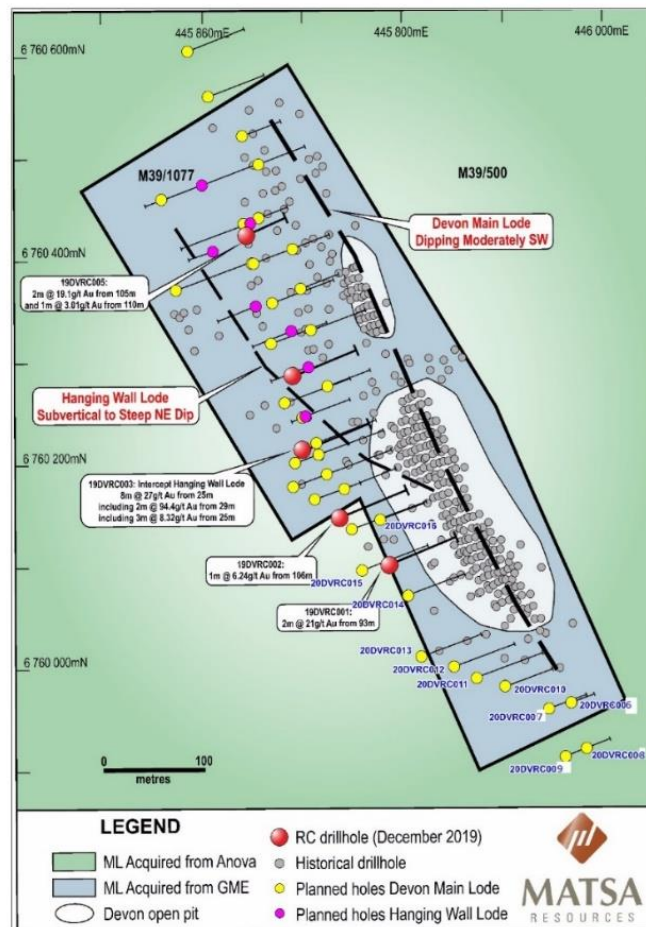 445 860mE
445 800mE
446 000mE
6 760 600mN
M39/1077
M39/500
Devon Main Lode
Dipping Moderately SW
6 760 400mN
19DVRC005:
2m @ 19.1g/t Au from 105m
and 1m @ 3.01g/t Au from 110m
Hanging Wall Lode
Subvertical to Steep NE Dip
6 760 200mN
19DVRC003: Intercept Hanging Wall Lode
8m @ 27g/t Au from 25m
including 2m @ 94.4g/t Au from 29m
including 3m @ 8.32g/t Au from 25m
20DVRC016
19DVRC002:
1m @ 6.24g/t Au from 106m
20DVRC015
20DVRC014
19DVRC001:
2m @ 21g/t Au from 93m
20DVRC013
20DVRC012
20DVRC011
6 760 000mN
20DVRC010
20DVRC007
20DVRC006
20DVRC009
20DVRC008
0
100
metres
LEGEND
ML Acquired from Anova
ML Acquired from GME
Devon open pit
RC drillhole (December 2019)
Historical drillhole
Planned holes Devon Main Lode
Planned holes Hanging Wall Lode
MATSA
RESOURCES